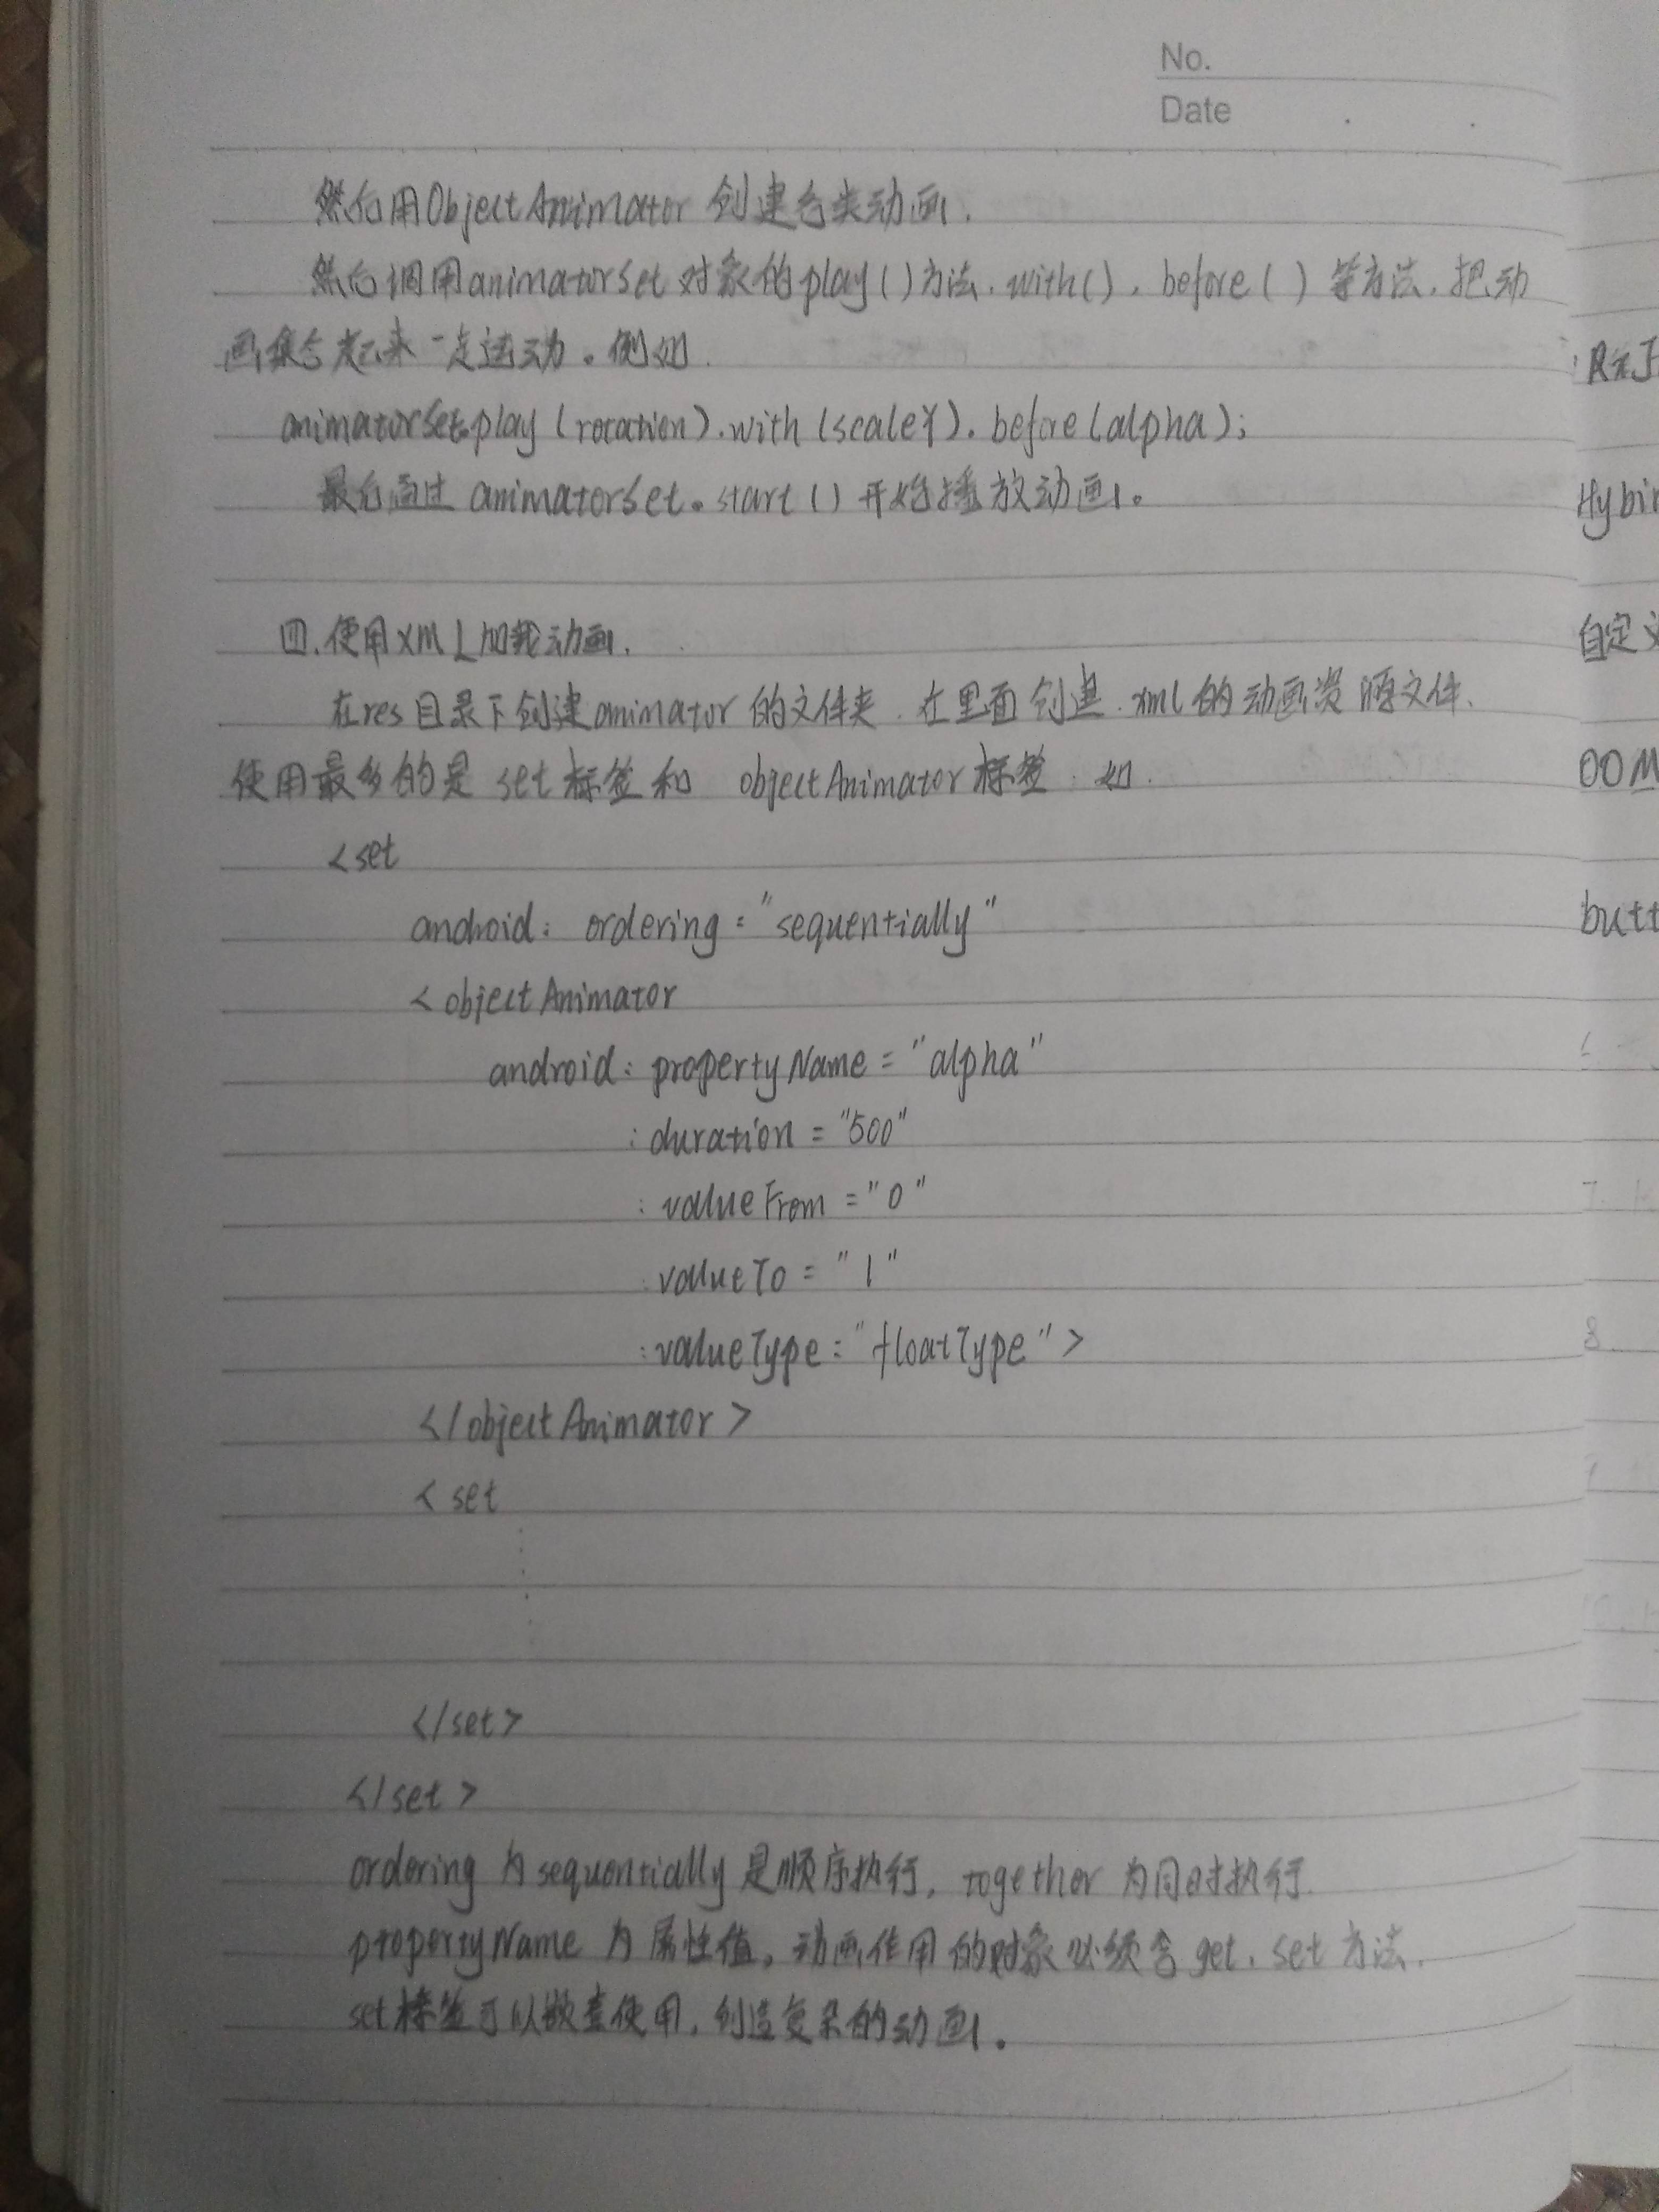 No.
Date
然后用ObjectAnimator 创建各类动画.
然后调用animatorSet对象的play()方法.with().before()等方法.把动
画集合起来一起运动。例如.
animatorSet.play(rotation).with(scaleY).before(alpha);
最后通过 animatorSet.start()开始播放动画。
四.使用XML加载动画.
在res目录下创建animator的文件夹.在里面创建.xml的动画资源文件.
使用最多的是 set标签和 objectAnimator标签.如.
<set
android: ordering="sequentially"
<objectAnimator
android:propertyName="alpha"
:duration="500"
:valueFrom="0"
:valueTo="1"
:valueType="floatType">
</objectAnimator>
<set
</set>
</set>
ordering 为sequentially是顺序执行, together 为同时执行.
propertyName 为属性值,动画作用的对象必须含get.set方法.
set标签可以嵌套使用,创造复杂的动画。
Hybir
自定义
OOM
butt